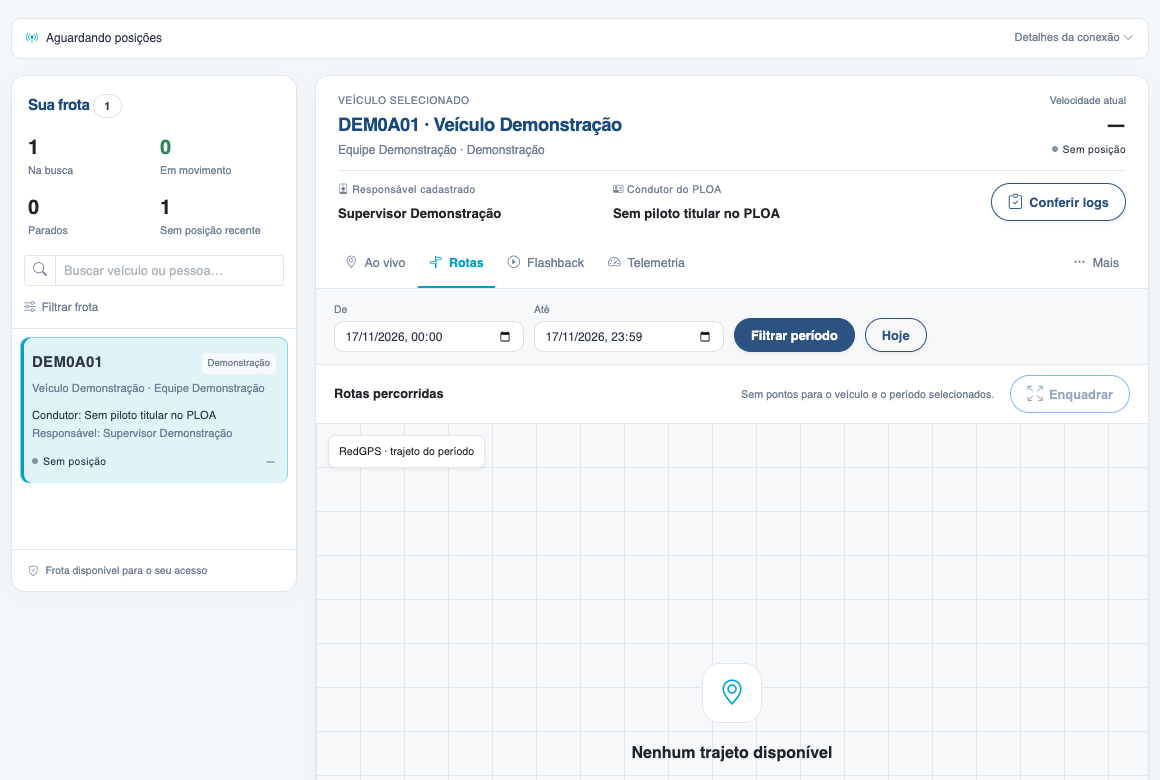 Aguardando posições
Detalhes da conexão
Sua frota 1
1
Na busca
0
Em movimento
0
Parados
1
Sem posição recente
Buscar veículo ou pessoa...
Filtrar frota
DEM0A01
Demonstração
Veículo Demonstração · Equipe Demonstração
Condutor: Sem piloto titular no PLOA
Responsável: Supervisor Demonstração
Sem posição —
Frota disponível para o seu acesso
VEÍCULO SELECIONADO
DEM0A01 · Veículo Demonstração
Equipe Demonstração · Demonstração
Velocidade atual
—
Sem posição
Responsável cadastrado
Supervisor Demonstração
Condutor do PLOA
Sem piloto titular no PLOA
Conferir logs
Ao vivo Rotas Flashback Telemetria ... Mais
De
17/11/2026, 00:00
Até
17/11/2026, 23:59
Filtrar período
Hoje
Rotas percorridas
Sem pontos para o veículo e o período selecionados.
Enquadrar
RedGPS · trajeto do período
Nenhum trajeto disponível